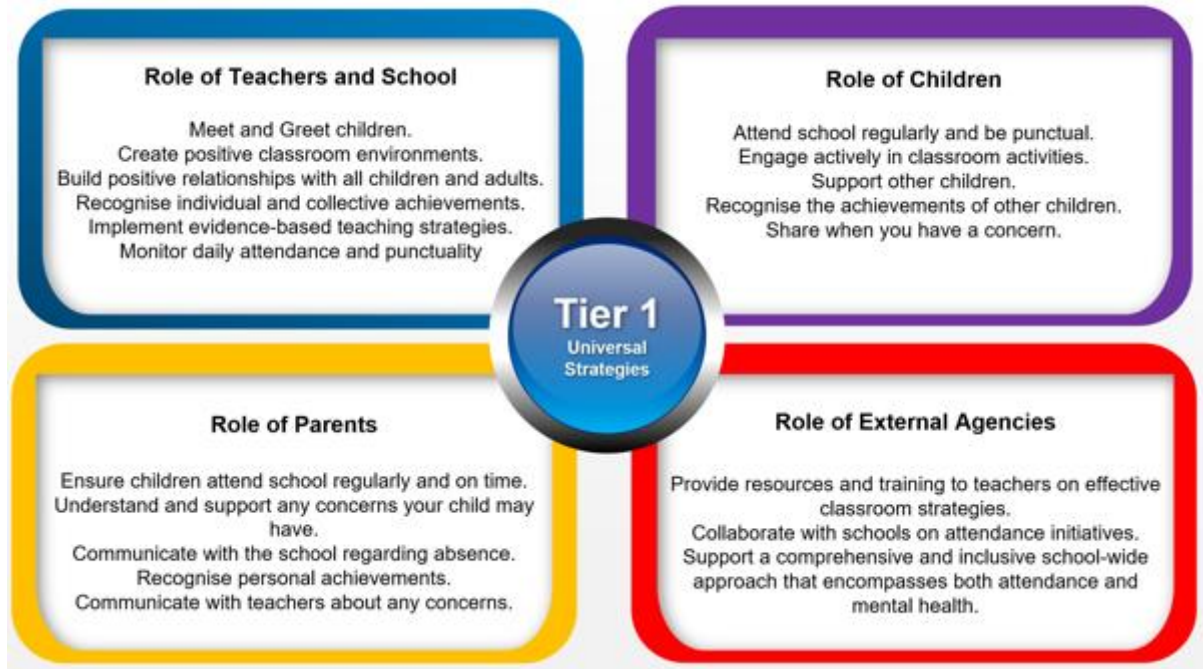 Role of Teachers and School
Meet and Greet children.
Create positive classroom environments.
Build positive relationships with all children and adults.
Recognise individual and collective achievements.
Implement evidence-based teaching strategies.
Monitor daily attendance and punctuality
Role of Children
Attend school regularly and be punctual.
Engage actively in classroom activities.
Support other children.
Recognise the achievements of other children.
Share when you have a concern.
Tier 1
Universal
Strategies
Role of Parents
Ensure children attend school regularly and on time.
Understand and support any concerns your child may
have.
Communicate with the school regarding absence.
Recognise personal achievements.
Communicate with teachers about any concerns.
Role of External Agencies
Provide resources and training to teachers on effective
classroom strategies.
Collaborate with schools on attendance initiatives.
Support a comprehensive and inclusive school-wide
approach that encompasses both attendance and
mental health.